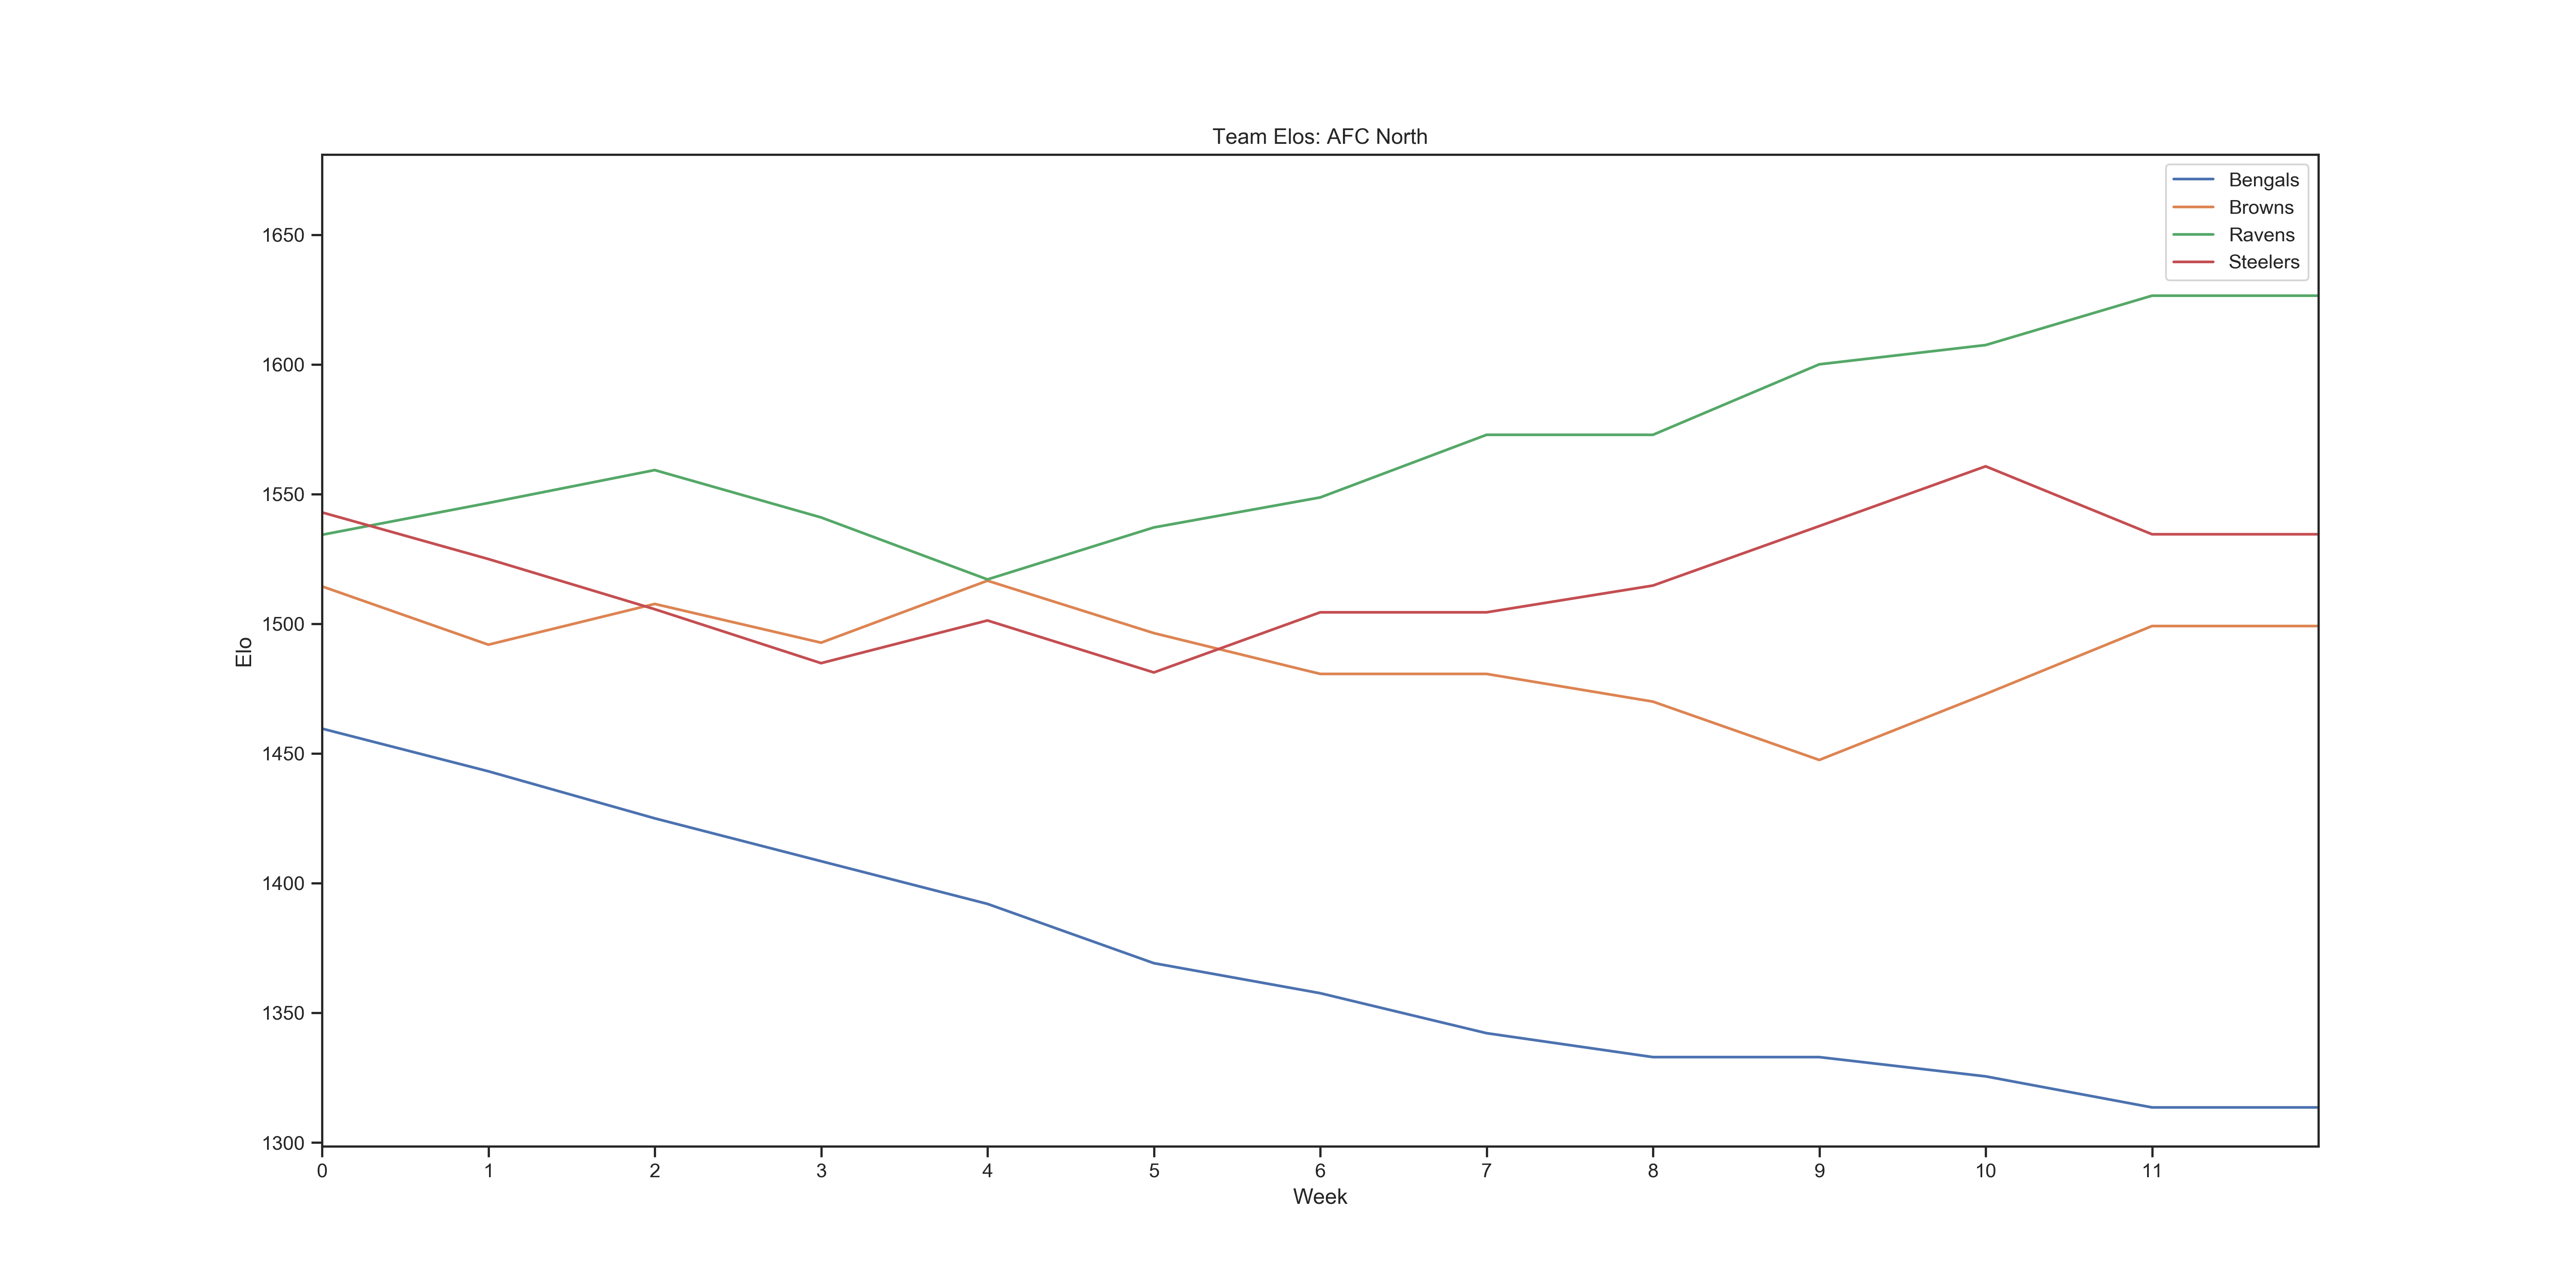 Team Elos: AFC North
Bengals
Browns
Ravens
Steelers
1650
1600
1550
1500
1450
1400
1350
1300
Elo
0 1 2 3 4 5 6 7 8 9 10 11
Week